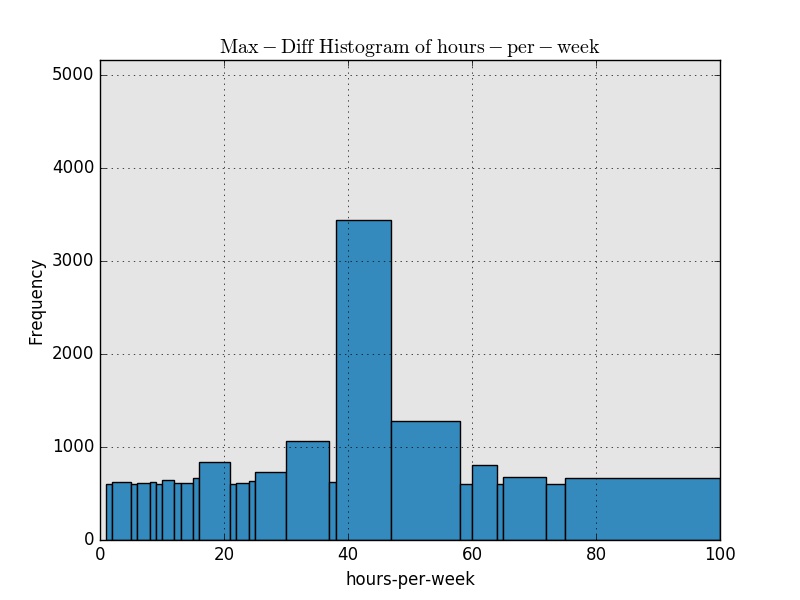 Max − Diff Histogram of hours − per − week
5000
4000
3000
2000
1000
0
Frequency
0 20 40 60 80 100
hours-per-week